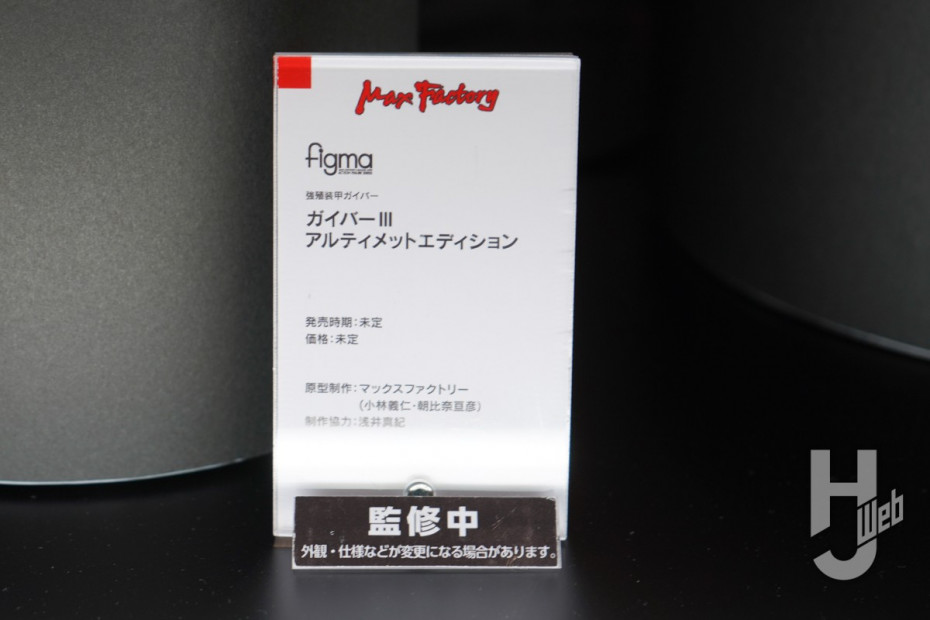 Max Factory
figma
強殖装甲ガイバー
ガイバーⅢ
アルティメットエディション
発売時期：未定
価格：未定
原型制作：マックスファクトリー
（小林義仁・朝比奈亘彦）
制作協力：浅井真紀
監修中
外観・仕様などが変更になる場合があります。
HJ Web